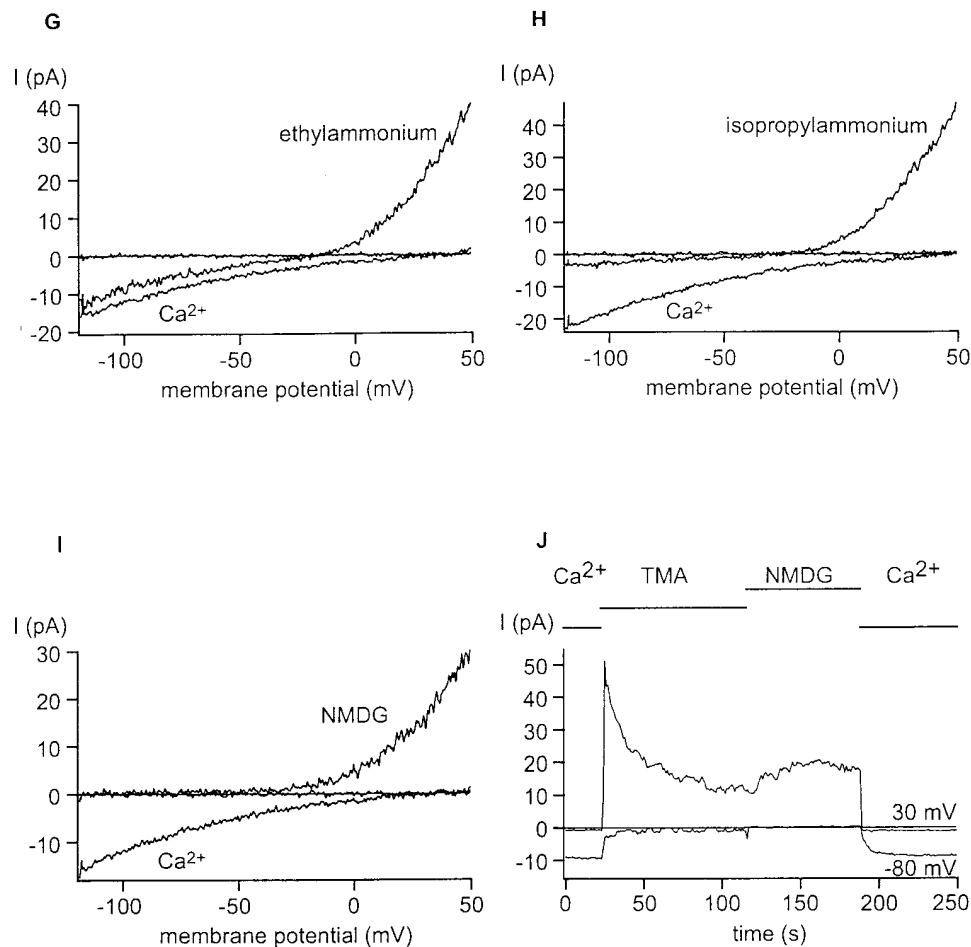 G
I (pA)
40
30
20
10
0
-10
-20
ethylammonium
Ca2+
-100 -50 0 50
membrane potential (mV)
H
I (pA)
40
30
20
10
0
-10
-20
isopropylammonium
Ca2+
-100 -50 0 50
membrane potential (mV)
I
I (pA)
30
20
10
0
-10
NMDG
Ca2+
-100 -50 0 50
membrane potential (mV)
J
Ca2+ TMA NMDG Ca2+
I (pA)
50
40
30
20
10
0
-10
30 mV
-80 mV
0 50 100 150 200 250
time (s)